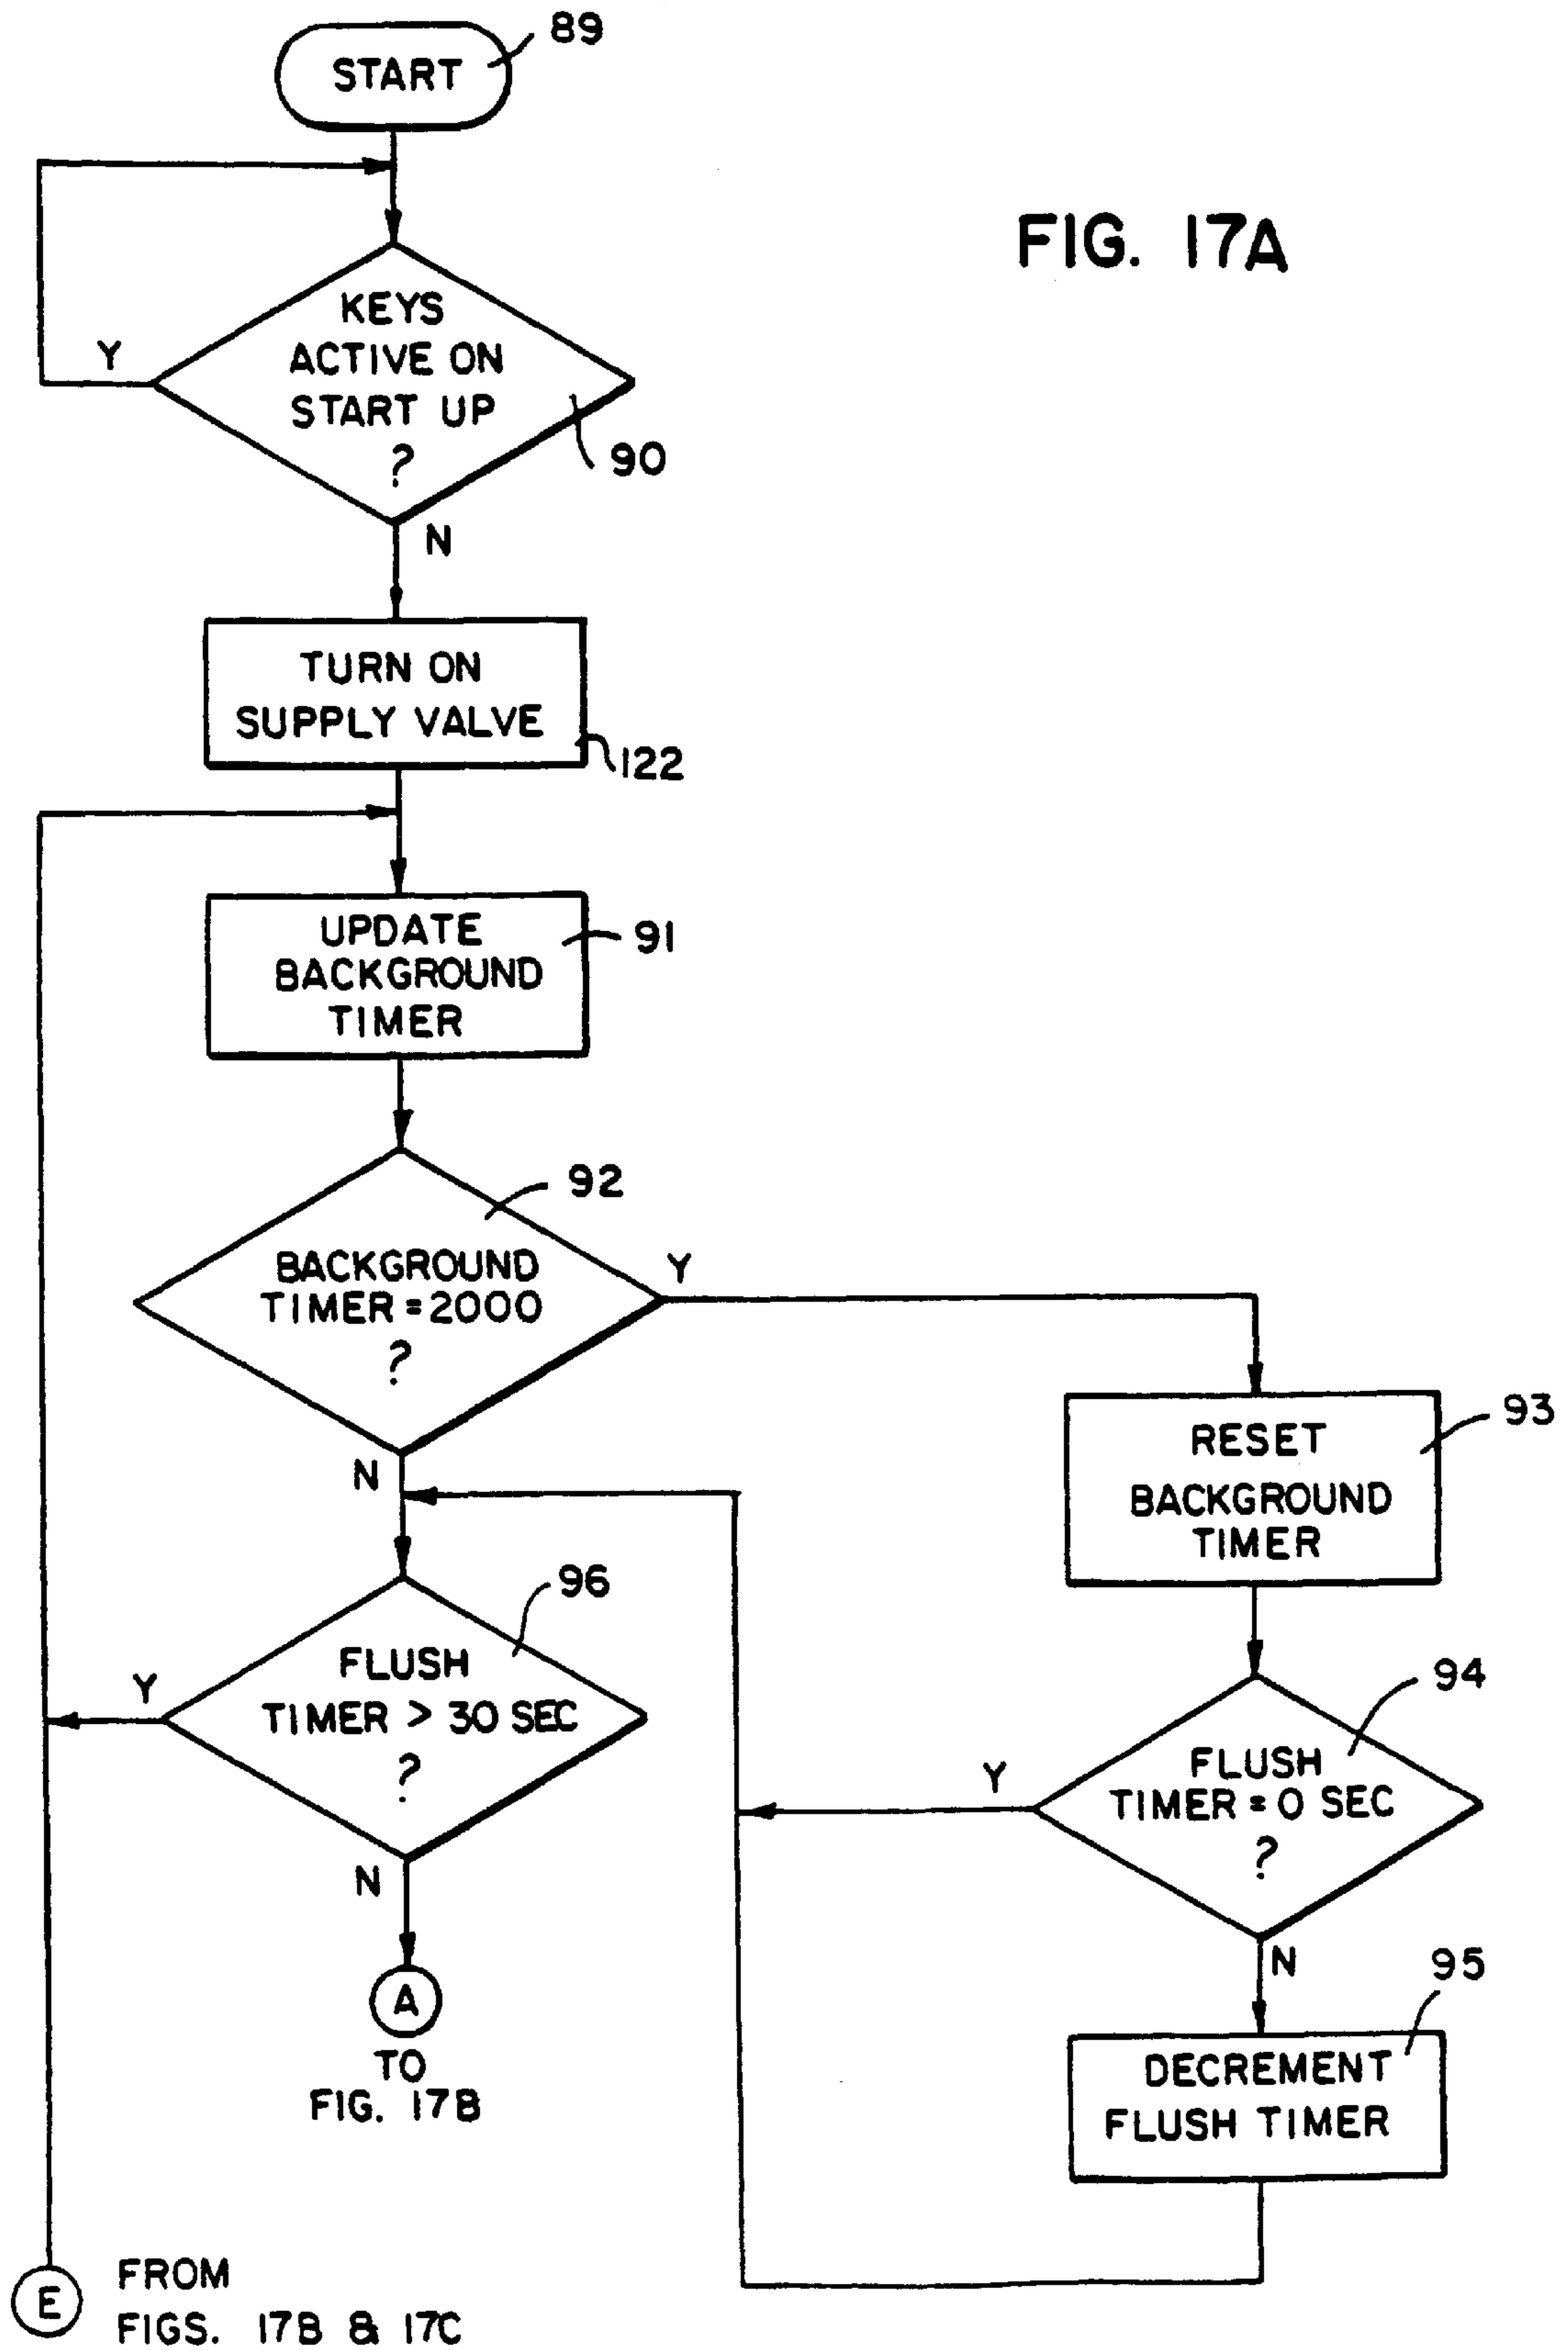 START
89
FIG. 17A
KEYS
ACTIVE ON
START UP
?
90
Y
N
TURN ON
SUPPLY VALVE
122
UPDATE
BACKGROUND
TIMER
91
92
BACKGROUND
TIMER = 2000
?
Y
N
RESET
BACKGROUND
TIMER
93
96
FLUSH
TIMER > 30 SEC
?
Y
N
94
FLUSH
TIMER = 0 SEC
?
Y
N
95
DECREMENT
FLUSH TIMER
A
TO
FIG. 17B
E
FROM
FIGS. 17B & 17C